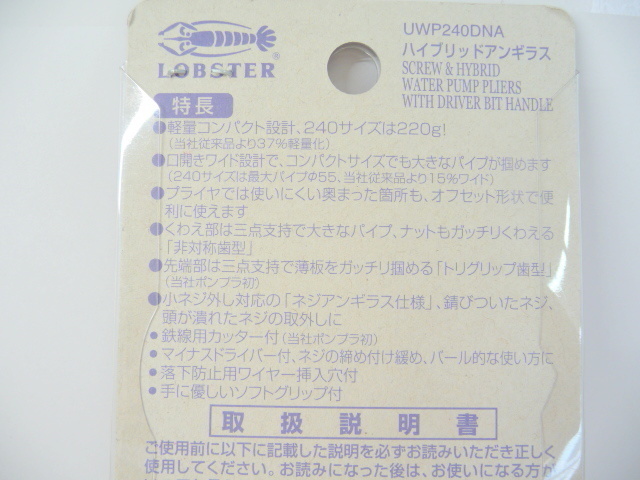 UWP240DNA
ハイブリッドアンギラス
SCREW & HYBRID
WATER PUMP PLIERS
WITH DRIVER BIT HANDLE
LOBSTER®
特長
●軽量コンパクト設計、240サイズは220g!
(当社従来品より37%軽量化)
●口開きワイド設計で、コンパクトサイズでも大きなパイプが掴めます
(240サイズは最大パイプΦ55、当社従来品より15%ワイド)
●プライヤでは使いにくい奥まった箇所も、オフセット形状で便
利に使えます
●くわえ部は三点支持で大きなパイプ、ナットもガッチリくわえる
「非対称歯型」
●先端部は三点支持で薄板をガッチリ掴める「トリグリップ歯型」
(当社ポンプラ初)
●小ネジ外し対応の「ネジアンギラス仕様」、錆びついたネジ、
頭が潰れたネジの取外しに
●鉄線用カッター付(当社ポンプラ初)
●マイナスドライバー付、ネジの締め付け緩め、バール的な使い方に
●落下防止用ワイヤー挿入穴付
●手に優しいソフトグリップ付
取扱説明書
ご使用前に以下に記載した説明を必ずお読みいただき正しく
使用してください。お読みになった後は、お使いになる方が